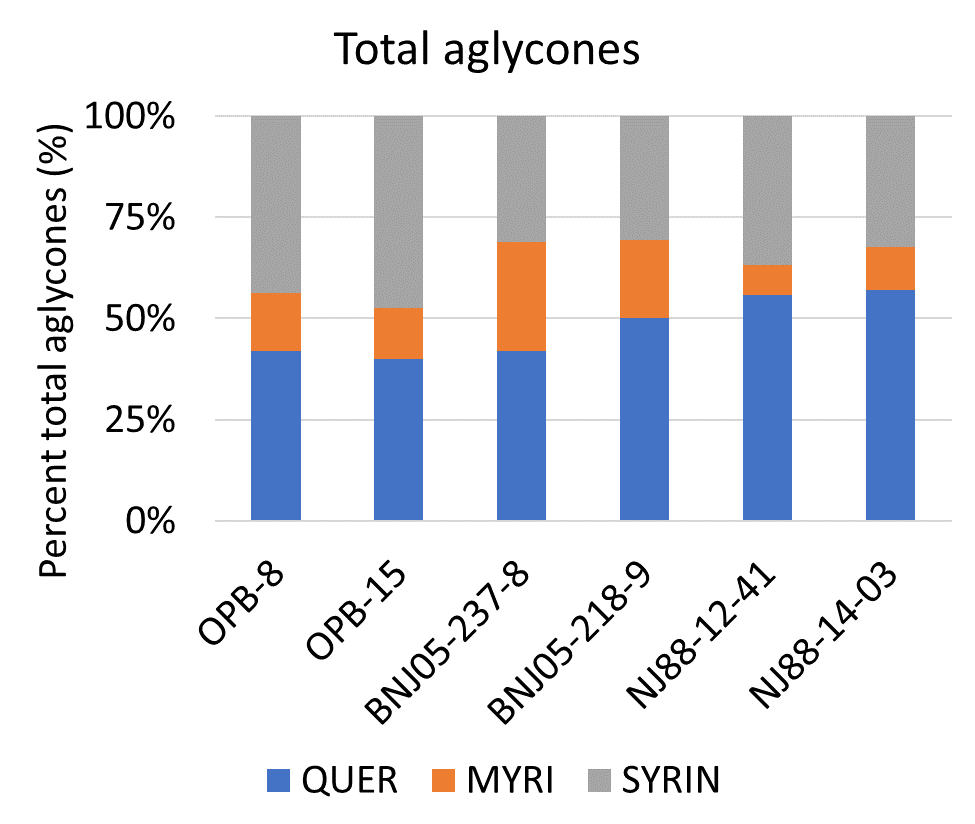 Total aglycones
Percent total aglycones (%)
100%
75%
50%
25%
0%
OPB-8
OPB-15
BNJ05-237-8
BNJ05-218-9
NJ88-12-41
NJ88-14-03
QUER MYRI SYRIN